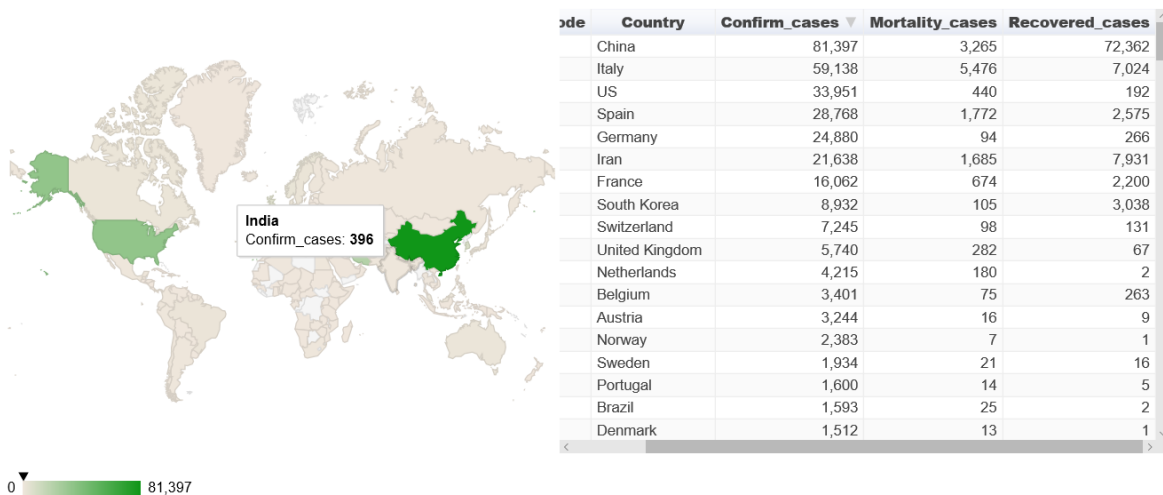 India
Confirm_cases: 396
0 81,397
ode Country Confirm_cases Mortality_cases Recovered_cases
China 81,397 3,265 72,362
Italy 59,138 5,476 7,024
US 33,951 440 192
Spain 28,768 1,772 2,575
Germany 24,880 94 266
Iran 21,638 1,685 7,931
France 16,062 674 2,200
South Korea 8,932 105 3,038
Switzerland 7,245 98 131
United Kingdom 5,740 282 67
Netherlands 4,215 180 2
Belgium 3,401 75 263
Austria 3,244 16 9
Norway 2,383 7 1
Sweden 1,934 21 16
Portugal 1,600 14 5
Brazil 1,593 25 2
Denmark 1,512 13 1